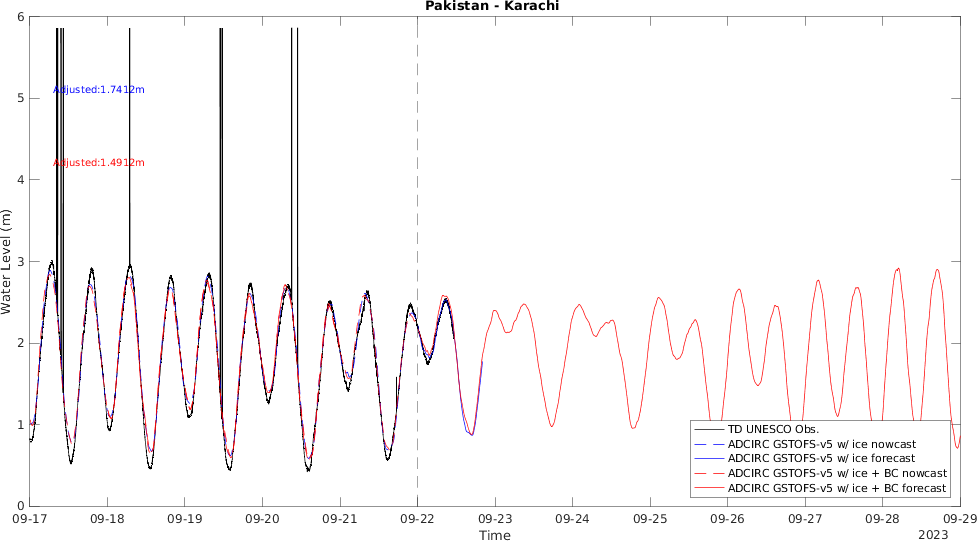 Pakistan - Karachi
6
5
4
3
2
1
0
Water Level (m)
Adjusted:1.7412m
Adjusted:1.4912m
TD UNESCO Obs.
ADCIRC GSTOFS-v5 w/ ice nowcast
ADCIRC GSTOFS-v5 w/ ice forecast
ADCIRC GSTOFS-v5 w/ ice + BC nowcast
ADCIRC GSTOFS-v5 w/ ice + BC forecast
09-17 09-18 09-19 09-20 09-21 09-22 09-23 09-24 09-25 09-26 09-27 09-28 09-29
Time
2023